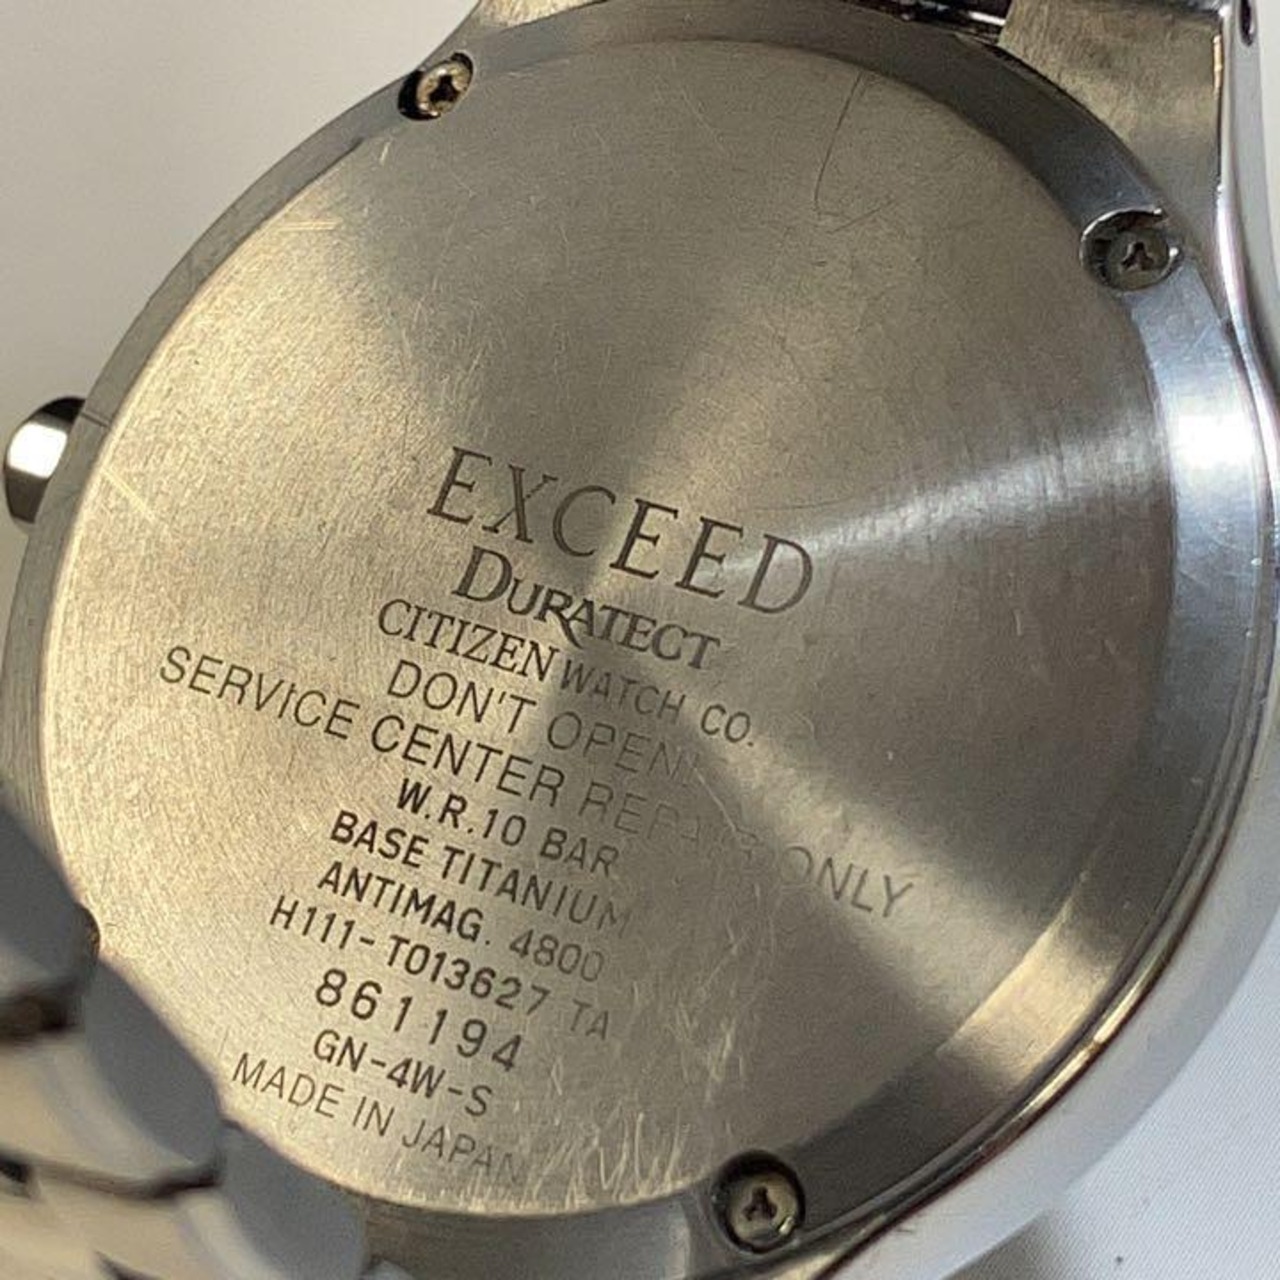 EXCEED
DURATECT
CITIZEN WATCH CO.
DON'T OPEN.
SERVICE CENTER REPAIR ONLY
W.R.10 BAR
BASE TITANIUM
ANTIMAG. 4800
H111-T013627 TA
861194
GN-4W-S
MADE IN JAPAN